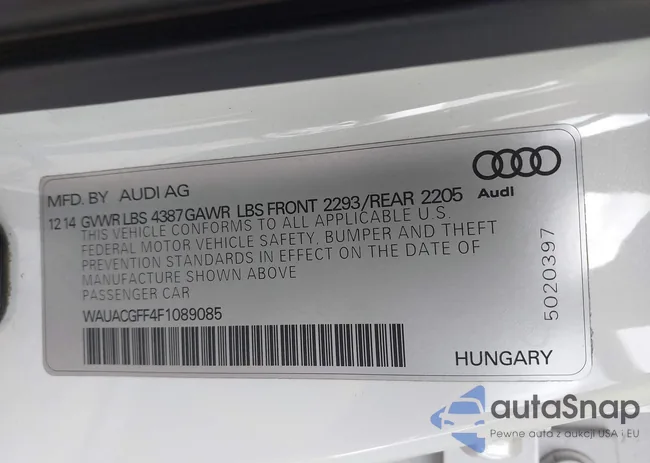 MFD. BY AUDI AG
Audi
12 14 GVWR LBS 4387 GAWR LBS FRONT 2293/REAR 2205
THIS VEHICLE CONFORMS TO ALL APPLICABLE U.S.
FEDERAL MOTOR VEHICLE SAFETY, BUMPER AND THEFT
PREVENTION STANDARDS IN EFFECT ON THE DATE OF
MANUFACTURE SHOWN ABOVE
PASSENGER CAR
WAUACGFF4F1089085
5020397
HUNGARY
autaSnap
Pewne auta z aukcji USA i EU